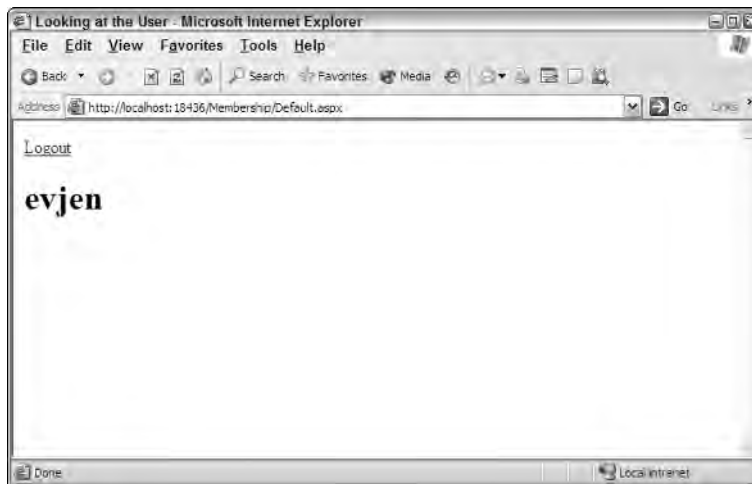 Looking at the User - Microsoft Internet Explorer
File Edit View Favorites Tools Help
Back Search Favorites Media
Address http://localhost:18436/Membership/Default.aspx Go Links »
Logout
evjen
Done Local intranet